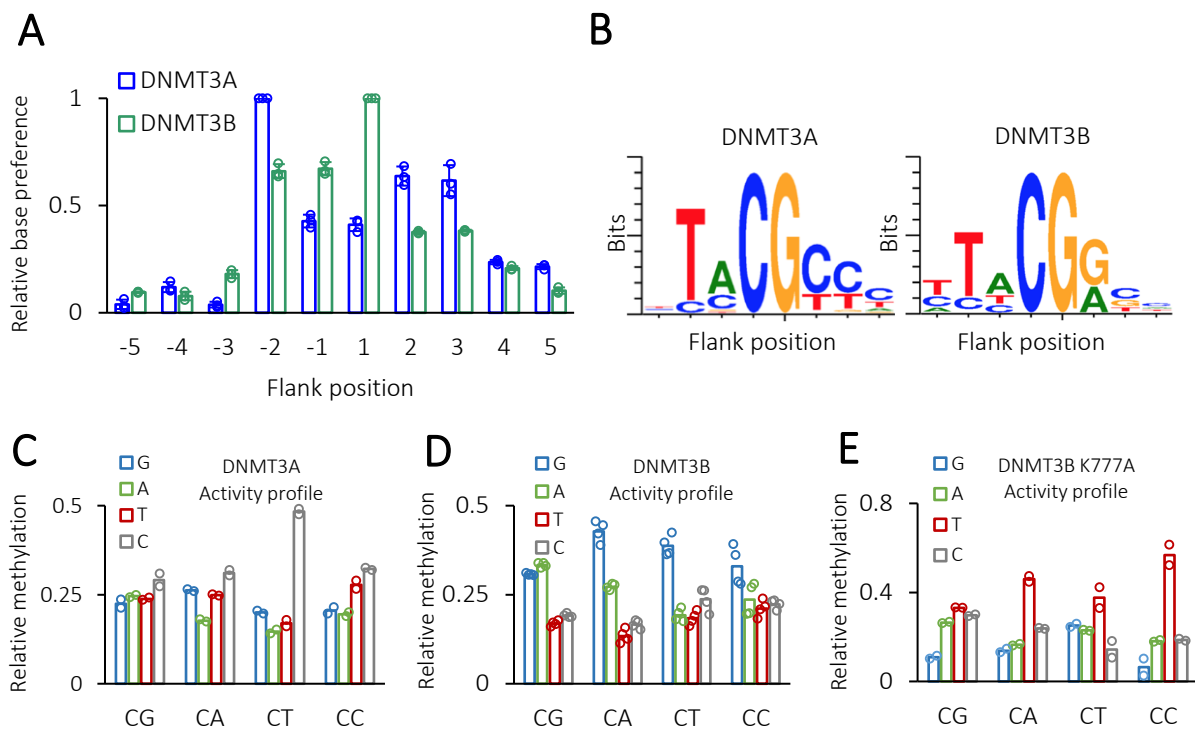 A
DNMT3A
DNMT3B
Relative base preference
1
0.5
0
-5 -4 -3 -2 -1 1 2 3 4 5
Flank position
B
DNMT3A
Bits
T C A C C G C T C T C T A
Flank position
DNMT3B
Bits
T C A T C A T C C G G A C G T
Flank position
C
G
A
T
C
DNMT3A
Activity profile
Relative methylation
0.5
0.25
0
CG CA CT CC
D
G
A
T
C
DNMT3B
Activity profile
Relative methylation
0.5
0.25
0
CG CA CT CC
E
G
A
T
C
DNMT3B K777A
Activity profile
Relative methylation
0.8
0.4
0
CG CA CT CC